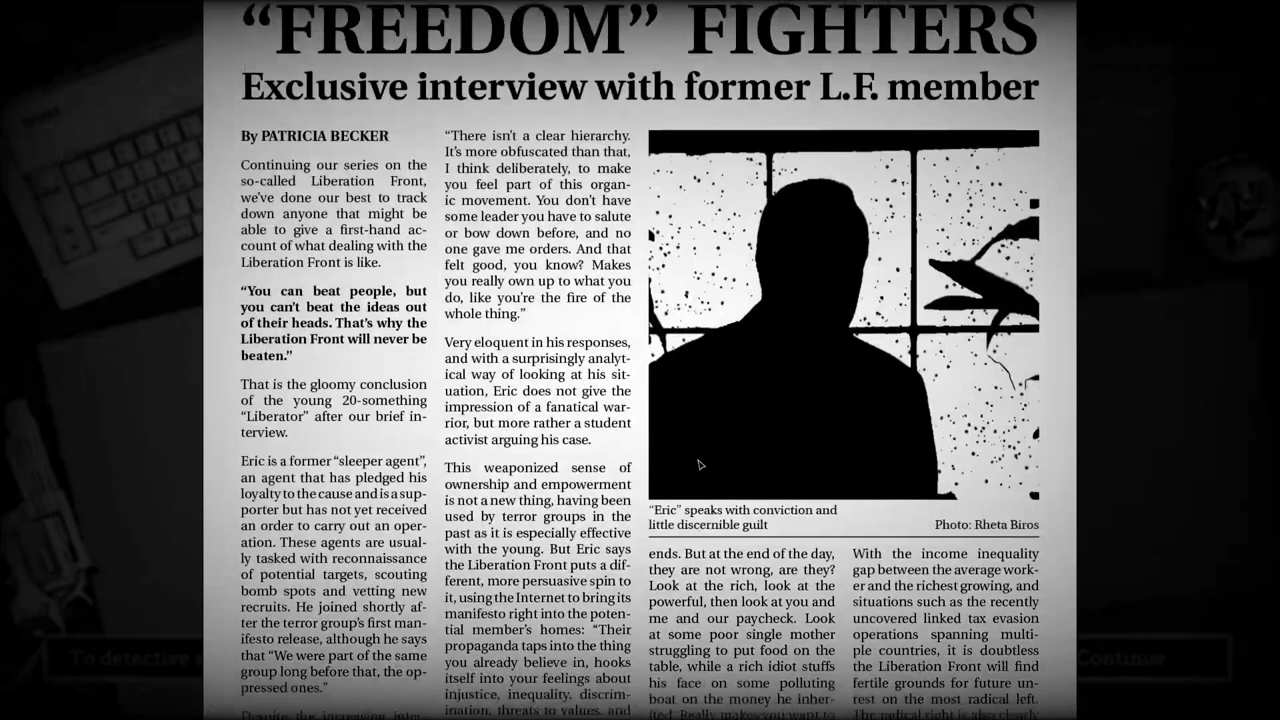 “FREEDOM” FIGHTERS
Exclusive interview with former L.F. member
By PATRICIA BECKER
Continuing our series on the
so-called Liberation Front,
we’ve done our best to track
down anyone that might be
able to give a first-hand ac-
count of what dealing with the
Liberation Front is like.
“You can beat people, but
you can’t beat the ideas out
of their heads. That’s why the
Liberation Front will never be
beaten.”
That is the gloomy conclusion
of the young 20-something
“Liberator” after our brief in-
terview.
Eric is a former “sleeper agent”,
an agent that has pledged his
loyalty to the cause and is a sup-
porter but has not yet received
an order to carry out an oper-
ation. These agents are usual-
ly tasked with reconnaissance
of potential targets, scouting
bomb spots and vetting new
recruits. He joined shortly af-
ter the terror group’s first man-
ifesto release, although he says
that “We were part of the same
group long before that, the op-
pressed ones.”
“There isn’t a clear hierarchy.
It’s more obfuscated than that,
I think deliberately, to make
you feel part of this organ-
ic movement. You don’t have
some leader you have to salute
or bow down before, and no
one gave me orders. And that
felt good, you know? Makes
you really own up to what you
do, like you’re the fire of the
whole thing.”
Very eloquent in his responses,
and with a surprisingly analyt-
ical way of looking at his sit-
uation, Eric does not give the
impression of a fanatical war-
rior, but more rather a student
activist arguing his case.
This weaponized sense of
ownership and empowerment
is not a new thing, having been
used by terror groups in the
past as it is especially effective
with the young. But Eric says
the Liberation Front puts a dif-
ferent, more persuasive spin to
it, using the Internet to bring its
manifesto right into the poten-
tial member’s homes: “Their
propaganda taps into the thing
you already believe in, hooks
itself into your feelings about
injustice, inequality, discrim-
ination, threats to values, and
“Eric” speaks with conviction and
little discernible guilt
Photo: Rheta Biros
ends. But at the end of the day,
they are not wrong, are they?
Look at the rich, look at the
powerful, then look at you and
me and our paycheck. Look
at some poor single mother
struggling to put food on the
table, while a rich idiot stuffs
his face on some polluting
boat on the money he inher-
ited. Really makes you want to
With the income inequality
gap between the average work-
er and the richest growing, and
situations such as the recently
uncovered linked tax evasion
operations spanning multi-
ple countries, it is doubtless
the Liberation Front will find
fertile grounds for future un-
rest on the most radical left.
The radical right is also
To detective
Continue